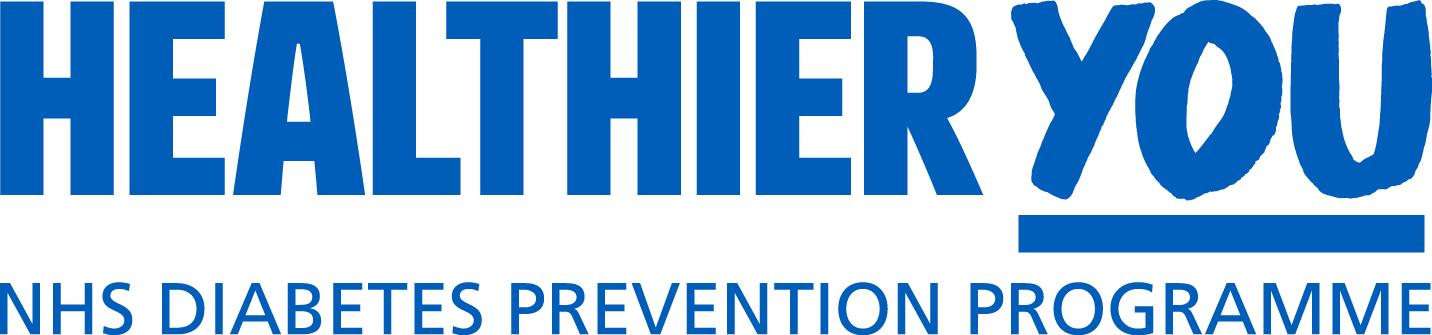 HEALTHIER YOU
NHS DIABETES PREVENTION PROGRAMME